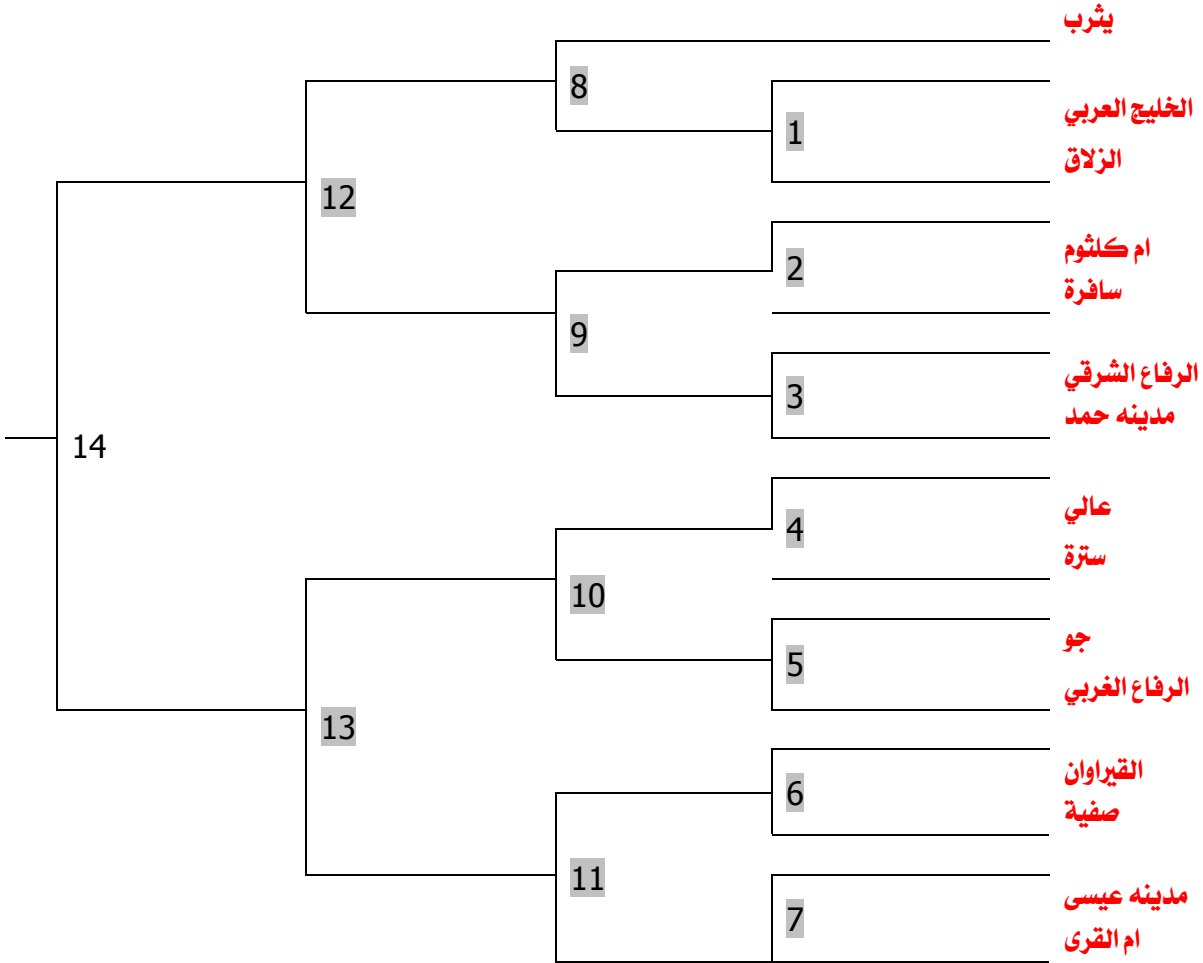 يثرب
8
الخليج العربي
1
الزلاق
12
ام كلثوم
2
سافرة
9
الرفاع الشرقي
3
مدينه حمد
14
عالي
4
سترة
10
جو
5
الرفاع الغربي
13
القيراوان
6
صفية
11
مدينه عيسى
7
ام القرى